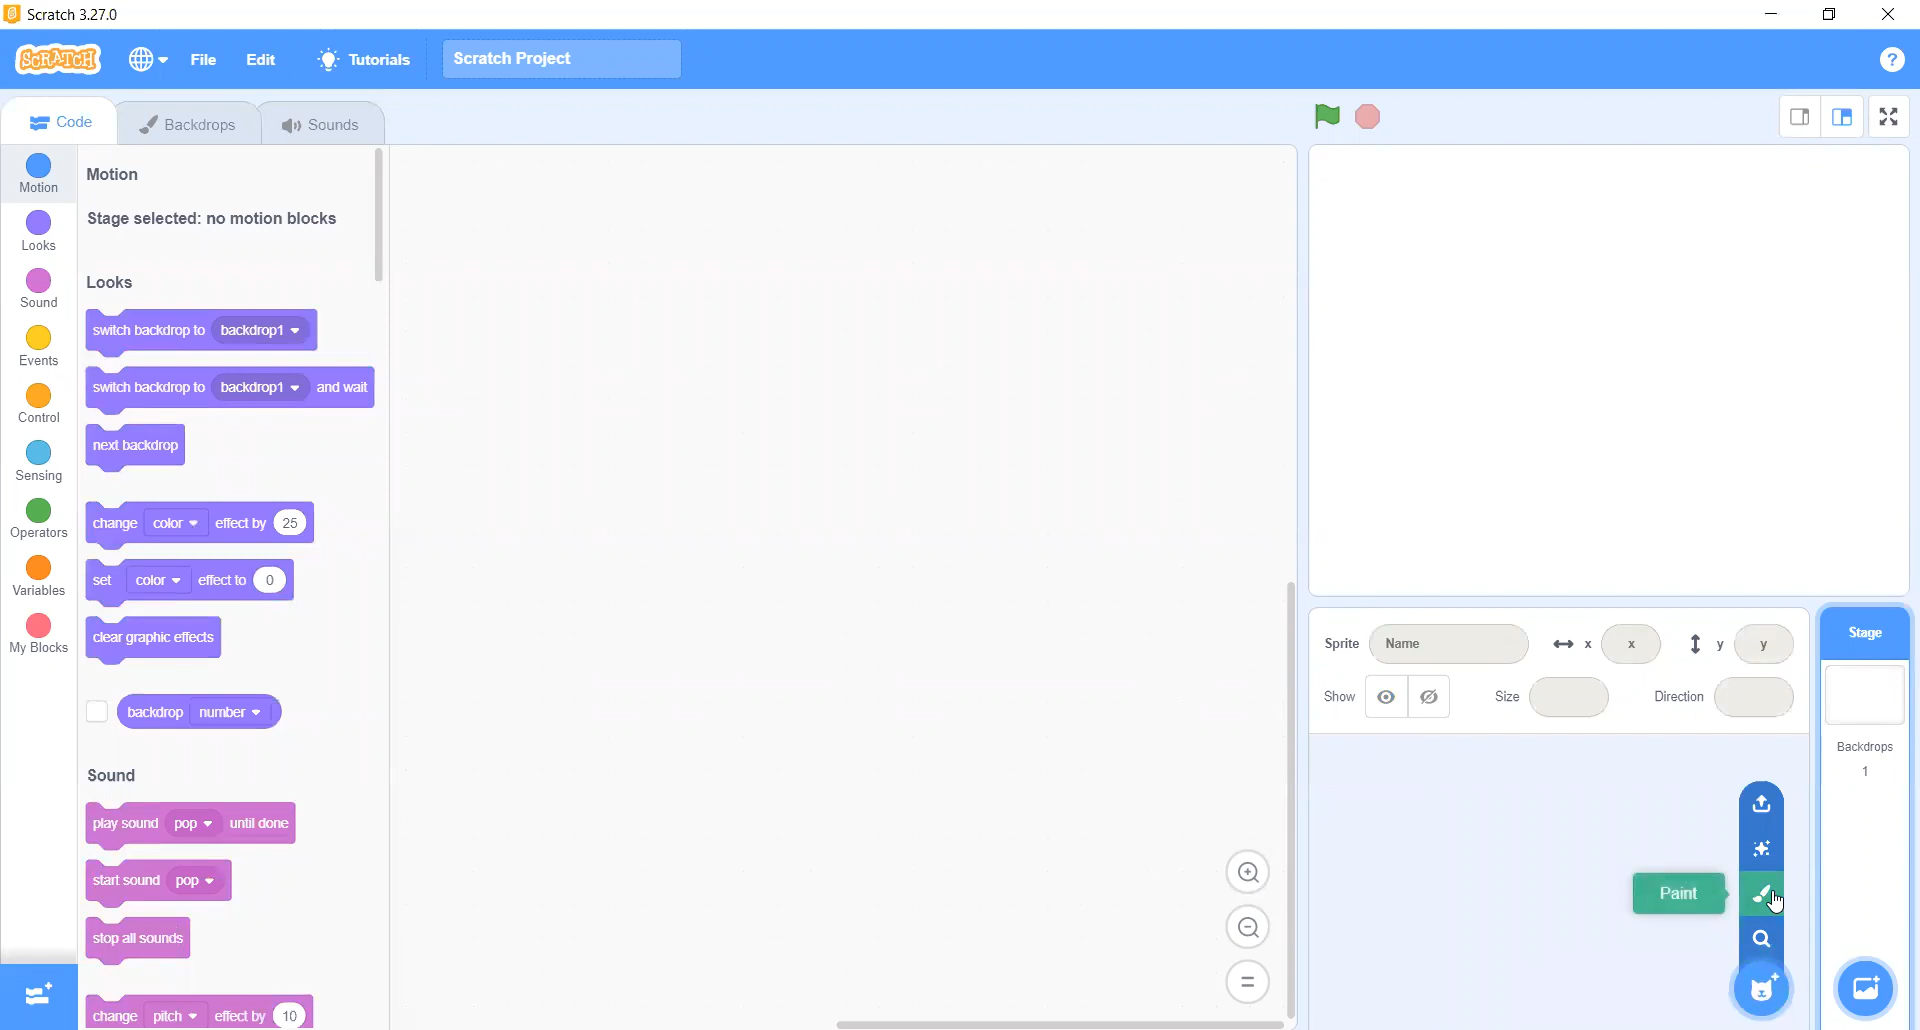 Scratch 3.27.0
SCRATCH
File
Edit
Tutorials
Scratch Project
?
Code
Backdrops
Sounds
Motion
Looks
Sound
Events
Control
Sensing
Operators
Variables
My Blocks
Motion
Stage selected: no motion blocks
Looks
switch backdrop to backdrop1
switch backdrop to backdrop1 and wait
next backdrop
change color effect by 25
set color effect to 0
clear graphic effects
backdrop number
Sound
play sound pop until done
start sound pop
stop all sounds
change pitch effect by 10
Sprite Name x x y y
Show Size Direction
Paint
Stage
Backdrops
1